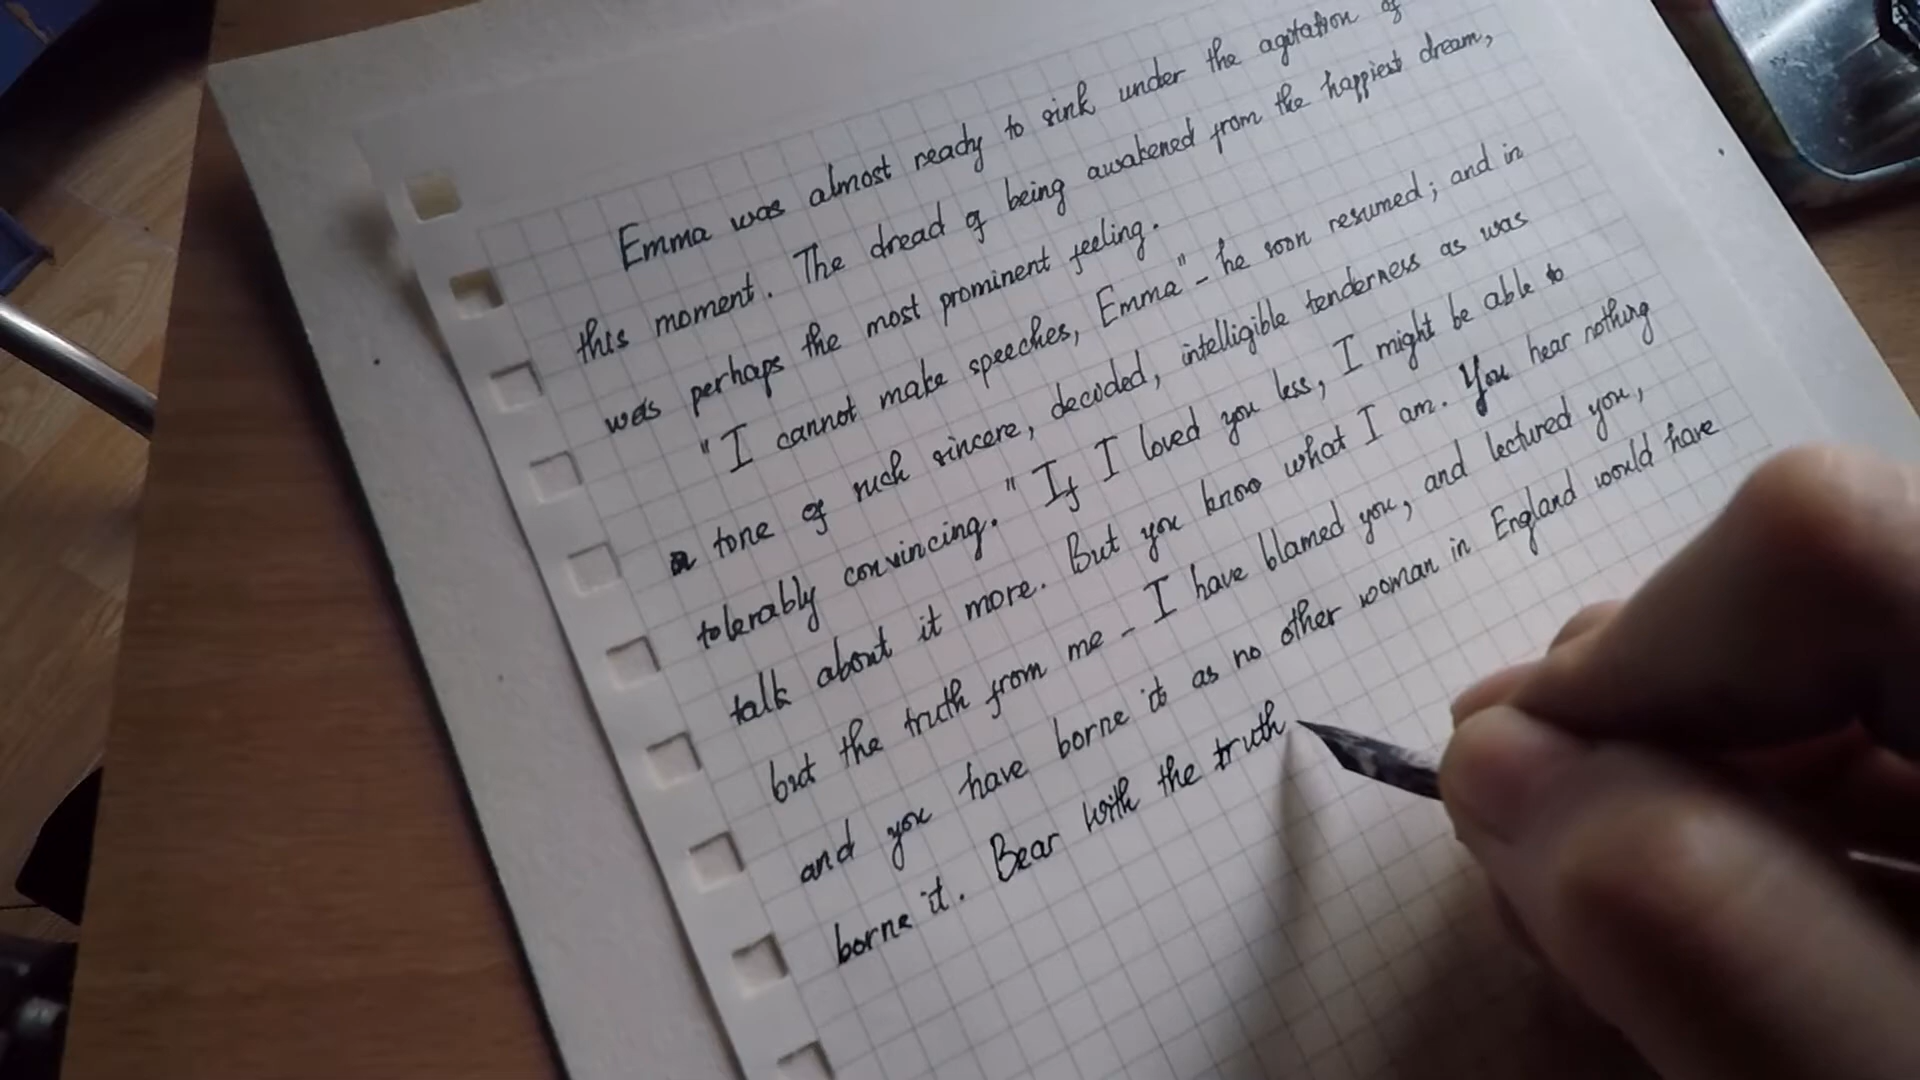 Emma was almost ready to sink under the agitation of
this moment. The dread of being awakened from the happiest dream,
was perhaps the most prominent feeling.
"I cannot make speeches, Emma" - he soon resumed; and in
a tone of such sincere, decided, intelligible tenderness as was
tolerably convincing. "If I loved you less, I might be able to
talk about it more. But you know what I am. You hear nothing
but the truth from me - I have blamed you, and lectured you,
and you have borne it as no other woman in England would have
borne it. Bear with the truth